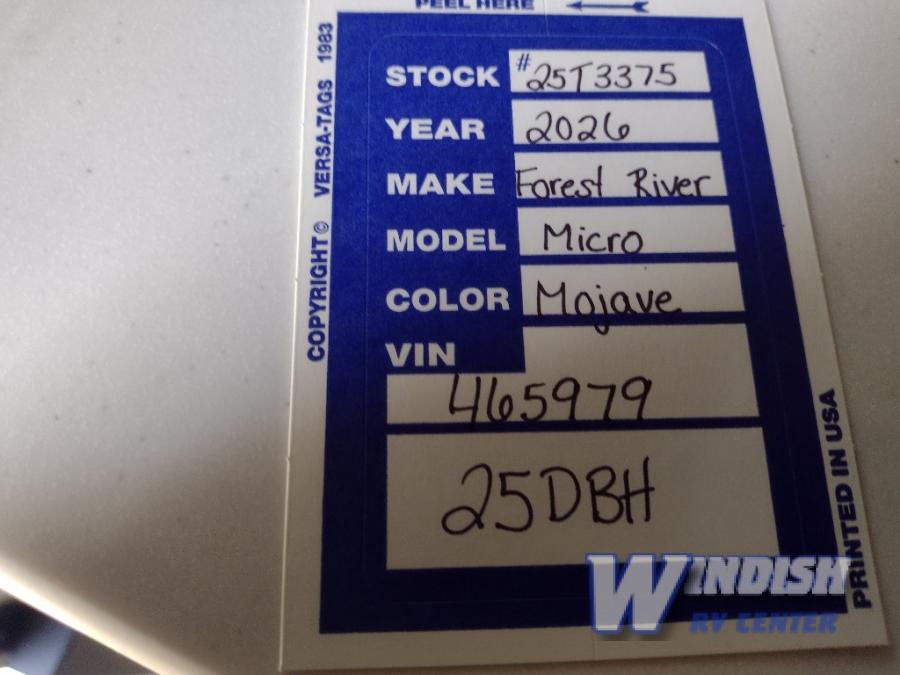 PEEL HERE
COPYRIGHT © VERSA-TAGS 1983
STOCK #25T3375
YEAR 2026
MAKE Forest River
MODEL Micro
COLOR Mojave
VIN
465979
25DBH
PRINTED IN USA
WINDISH
RV CENTER